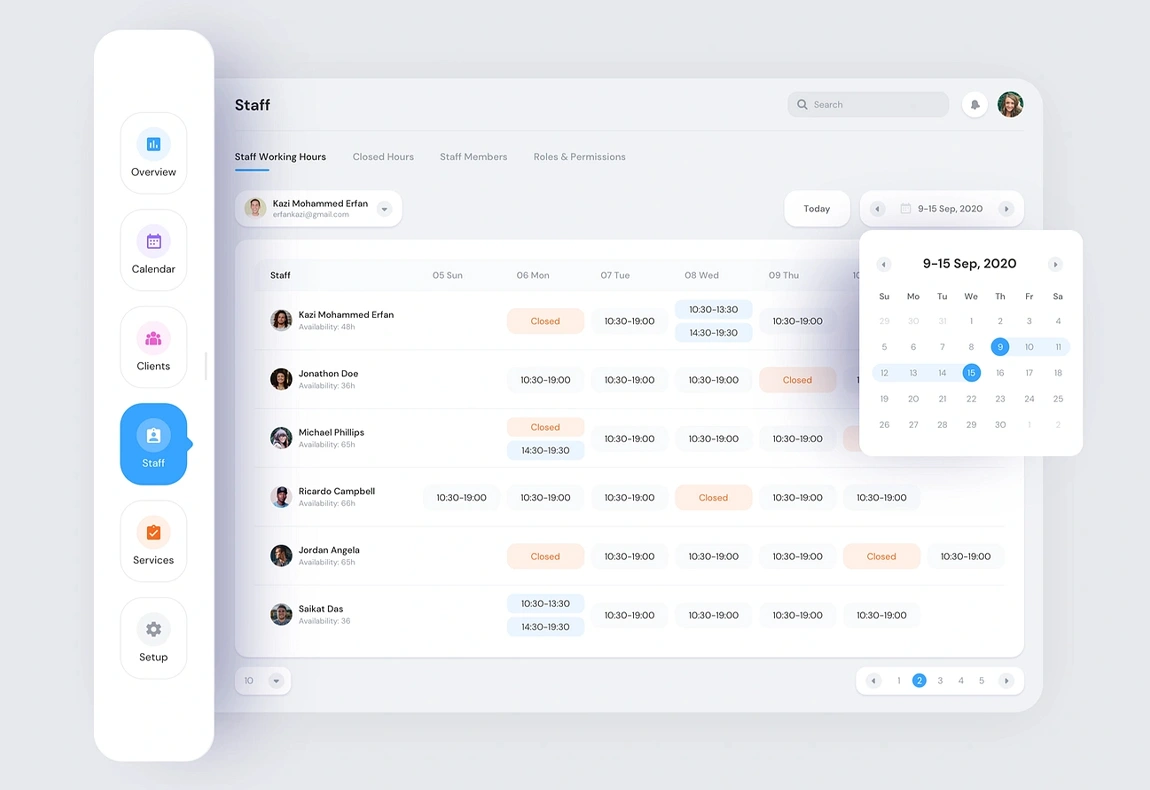 Overview
Calendar
Clients
Staff
Services
Setup
Staff
Search
Staff Working Hours
Closed Hours
Staff Members
Roles & Permissions
Kazi Mohammed Erfan
erfankazi@gmail.com
Today
9-15 Sep, 2020
Staff
05 Sun
06 Mon
07 Tue
08 Wed
09 Thu
Kazi Mohammed Erfan
Availability: 48h
Closed
10:30-19:00
10:30-13:30
14:30-19:30
10:30-19:00
Jonathon Doe
Availability: 36h
10:30-19:00
10:30-19:00
10:30-19:00
Closed
Michael Phillips
Availability: 65h
Closed
14:30-19:30
10:30-19:00
10:30-19:00
10:30-19:00
Ricardo Campbell
Availability: 66h
10:30-19:00
10:30-19:00
10:30-19:00
Closed
10:30-19:00
10:30-19:00
Jordan Angela
Availability: 65h
Closed
10:30-19:00
10:30-19:00
10:30-19:00
Closed
10:30-19:00
Saikat Das
Availability: 36
10:30-13:30
14:30-19:30
10:30-19:00
10:30-19:00
10:30-19:00
10:30-19:00
9-15 Sep, 2020
Su Mo Tu We Th Fr Sa
29 30 31 1 2 3 4
5 6 7 8 9 10 11
12 13 14 15 16 17 18
19 20 21 22 23 24 25
26 27 28 29 30 1 2
10
1 2 3 4 5